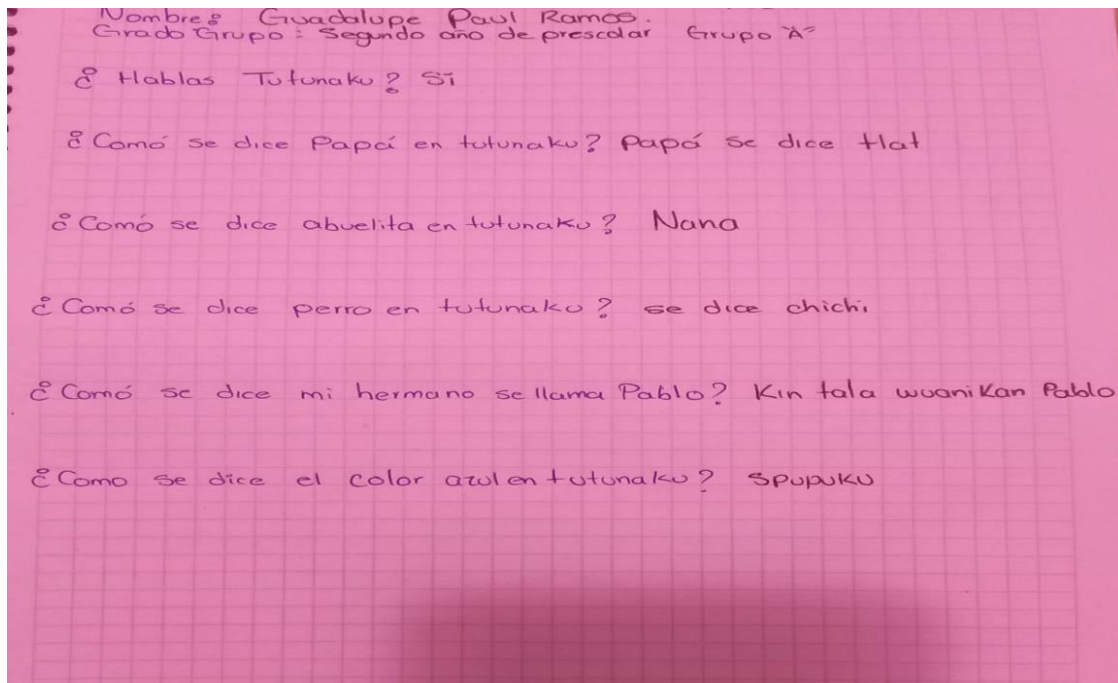 Nombre: Guadalupe Paul Ramos.
Grado Grupo: Segundo año de prescolar Grupo "A"
¿Hablas Tutunaku? Sí
¿Comó se dice Papá en tutunaku? Papá se dice tlat
¿Comó se dice abuelita en tutunaku? Nana
¿Comó se dice perro en tutunaku? se dice chichi
¿Comó se dice mi hermano se llama Pablo? Kin tala wuanikan Pablo
¿Como se dice el color azul en tutunaku? Spupuku